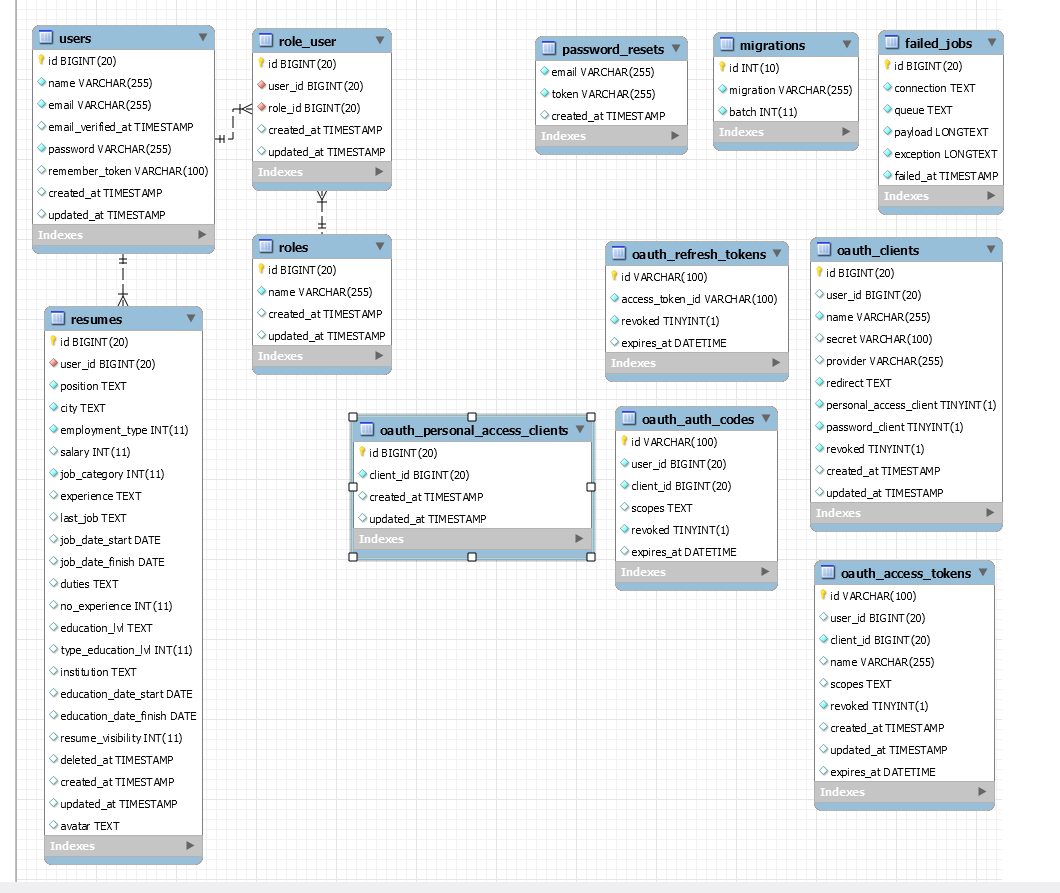 users
id BIGINT(20)
name VARCHAR(255)
email VARCHAR(255)
email_verified_at TIMESTAMP
password VARCHAR(255)
remember_token VARCHAR(100)
created_at TIMESTAMP
updated_at TIMESTAMP
Indexes
role_user
id BIGINT(20)
user_id BIGINT(20)
role_id BIGINT(20)
created_at TIMESTAMP
updated_at TIMESTAMP
Indexes
password_resets
email VARCHAR(255)
token VARCHAR(255)
created_at TIMESTAMP
Indexes
migrations
id INT(10)
migration VARCHAR(255)
batch INT(11)
Indexes
failed_jobs
id BIGINT(20)
connection TEXT
queue TEXT
payload LONGTEXT
exception LONGTEXT
failed_at TIMESTAMP
Indexes
roles
id BIGINT(20)
name VARCHAR(255)
created_at TIMESTAMP
updated_at TIMESTAMP
Indexes
oauth_refresh_tokens
id VARCHAR(100)
access_token_id VARCHAR(100)
revoked TINYINT(1)
expires_at DATETIME
Indexes
oauth_clients
id BIGINT(20)
user_id BIGINT(20)
name VARCHAR(255)
secret VARCHAR(100)
provider VARCHAR(255)
redirect TEXT
personal_access_client TINYINT(1)
password_client TINYINT(1)
revoked TINYINT(1)
created_at TIMESTAMP
updated_at TIMESTAMP
Indexes
resumes
id BIGINT(20)
user_id BIGINT(20)
position TEXT
city TEXT
employment_type INT(11)
salary INT(11)
job_category INT(11)
experience TEXT
last_job TEXT
job_date_start DATE
job_date_finish DATE
duties TEXT
no_experience INT(11)
education_lvl TEXT
type_education_lvl INT(11)
institution TEXT
education_date_start DATE
education_date_finish DATE
resume_visibility INT(11)
deleted_at TIMESTAMP
created_at TIMESTAMP
updated_at TIMESTAMP
avatar TEXT
Indexes
oauth_personal_access_clients
id BIGINT(20)
client_id BIGINT(20)
created_at TIMESTAMP
updated_at TIMESTAMP
Indexes
oauth_auth_codes
id VARCHAR(100)
user_id BIGINT(20)
client_id BIGINT(20)
scopes TEXT
revoked TINYINT(1)
expires_at DATETIME
Indexes
oauth_access_tokens
id VARCHAR(100)
user_id BIGINT(20)
client_id BIGINT(20)
name VARCHAR(255)
scopes TEXT
revoked TINYINT(1)
created_at TIMESTAMP
updated_at TIMESTAMP
expires_at DATETIME
Indexes